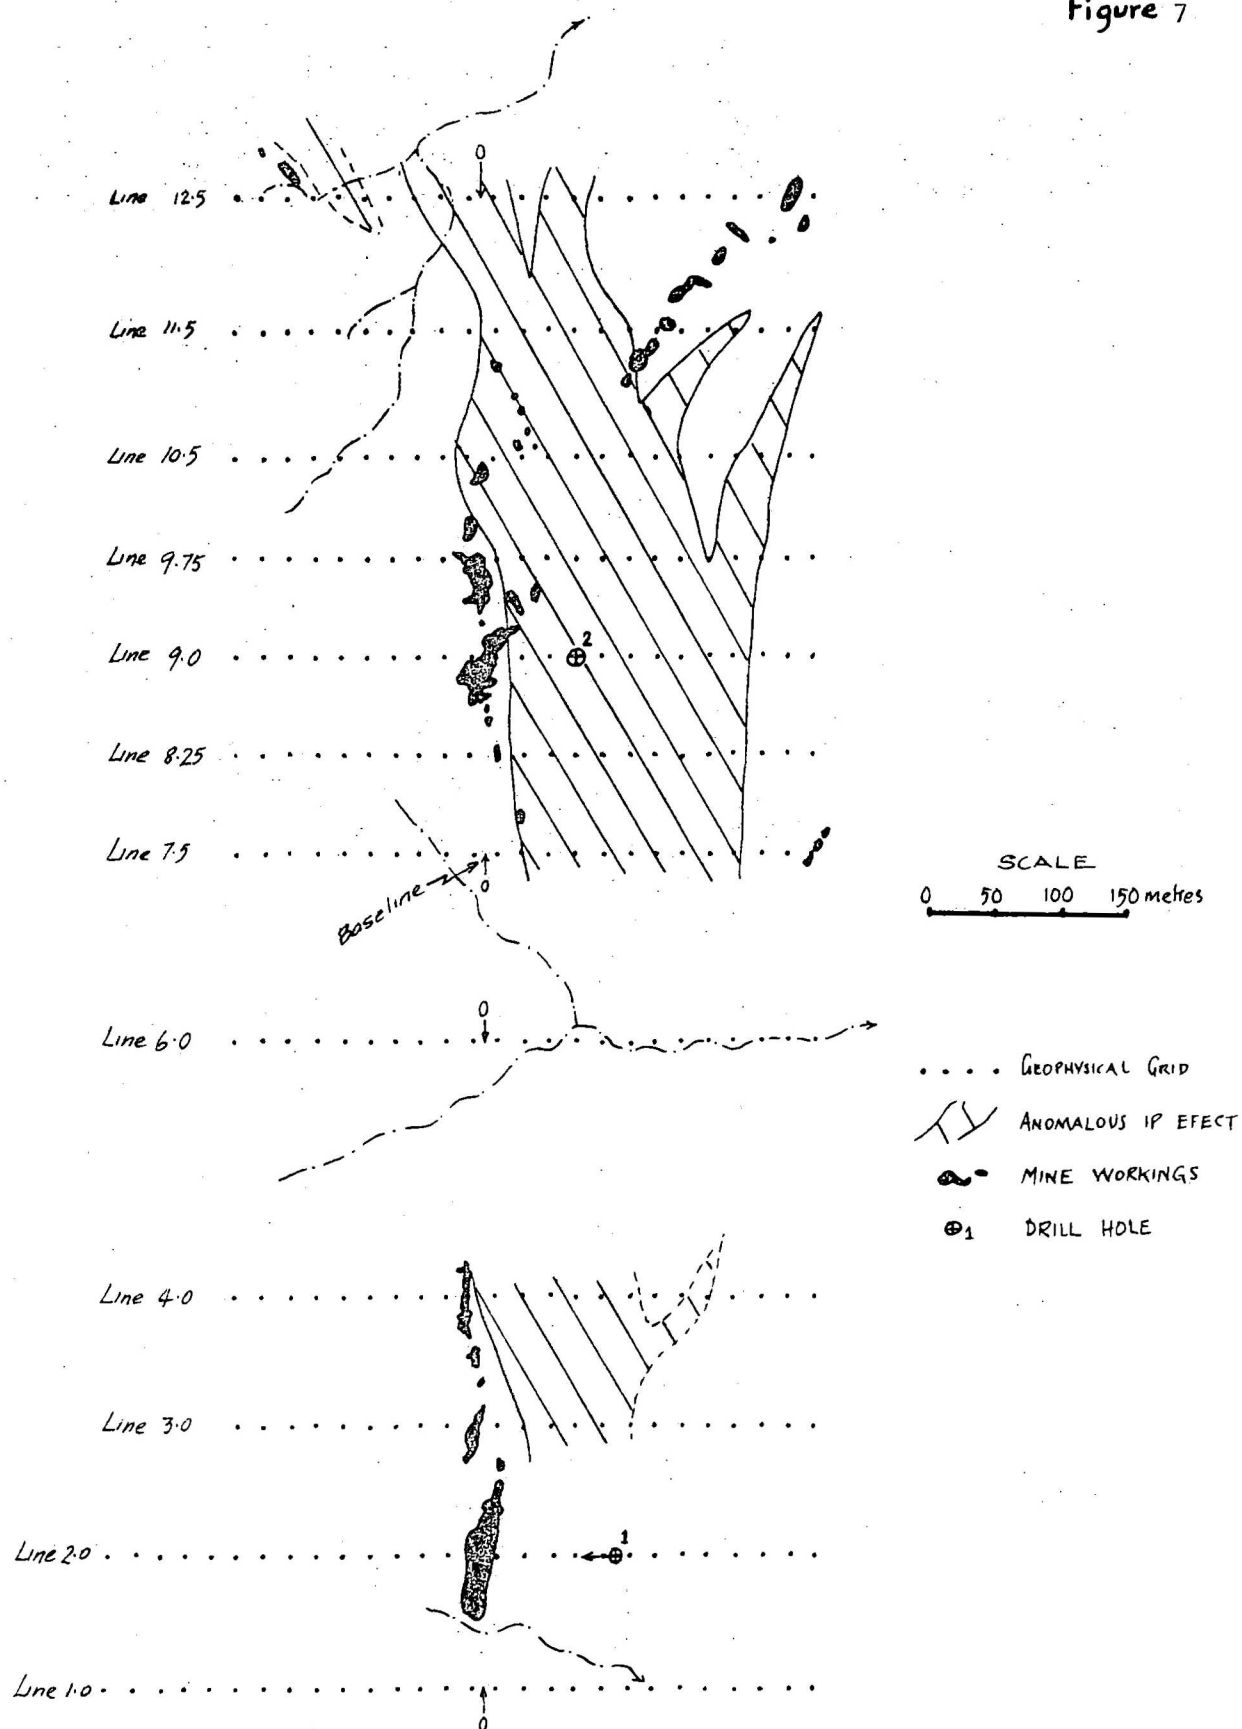 Figure 7
0
Line 12.5
Line 11.5
Line 10.5
Line 9.75
2
Line 9.0
Line 8.25
Line 7.5
0
Baseline
SCALE
0 50 100 150 metres
0
Line 6.0
GEOPHYSICAL GRID
ANOMALOUS IP EFECT
MINE WORKINGS
1 DRILL HOLE
Line 4.0
Line 3.0
1
Line 2.0
Line 1.0
0